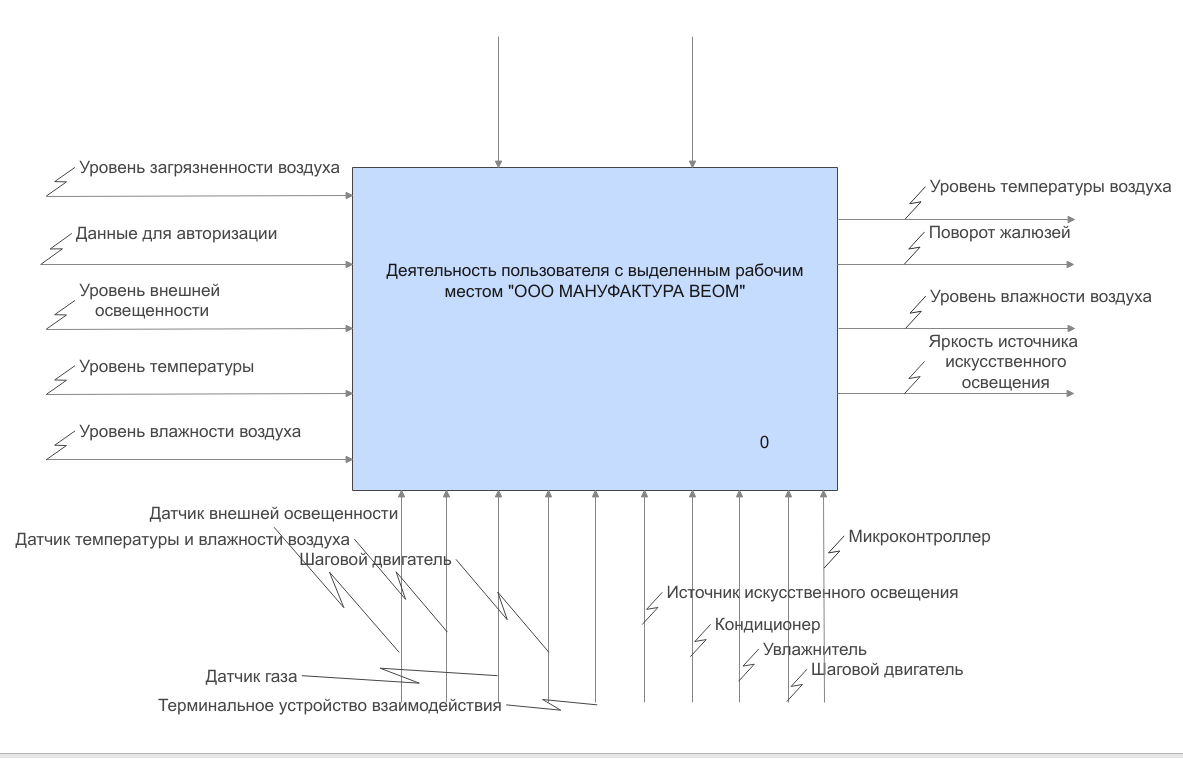 Уровень загрязненности воздуха
Данные для авторизации
Уровень внешней
освещенности
Уровень температуры
Уровень влажности воздуха
Деятельность пользователя с выделенным рабочим
местом "ООО МАНУФАКТУРА ВЕОМ"
0
Уровень температуры воздуха
Поворот жалюзей
Уровень влажности воздуха
Яркость источника
искусственного
освещения
Датчик внешней освещенности
Датчик температуры и влажности воздуха
Шаговой двигатель
Датчик газа
Терминальное устройство взаимодействия
Микроконтроллер
Источник искусственного освещения
Кондиционер
Увлажнитель
Шаговой двигатель